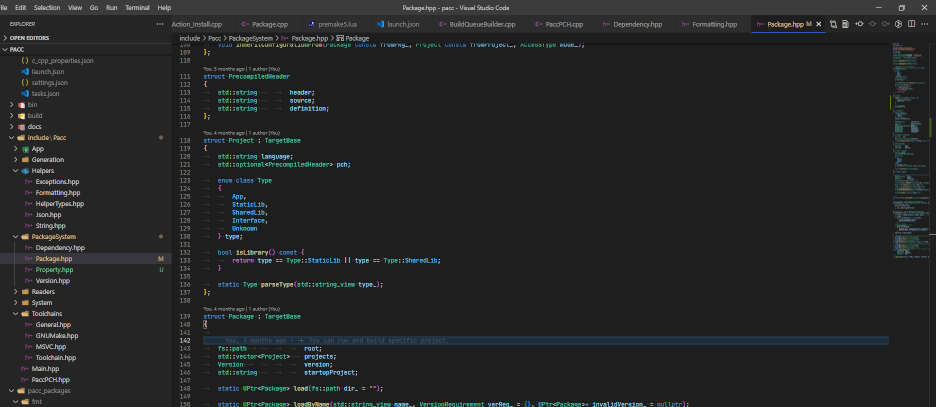 File Edit Selection View Go Run Terminal Help
Package.hpp - pacc - Visual Studio Code
EXPLORER
Action_Install.cpp Package.cpp premake5.lua launch.json BuildQueueBuilder.cpp PaccPCH.cpp Dependency.hpp Formatting.hpp Package.hpp M
OPEN EDITORS
include > Pacc > PackageSystem > Package.hpp > Package
PACC
c_cpp_properties.json
launch.json
settings.json
tasks.json
bin
build
docs
include\Pacc
App
Generation
Helpers
Exceptions.hpp
Formatting.hpp
HelperTypes.hpp
Json.hpp
String.hpp
PackageSystem
Dependency.hpp
Package.hpp M
Property.hpp U
Version.hpp
Readers
System
Toolchains
General.hpp
GNUMake.hpp
MSVC.hpp
Toolchain.hpp
Main.hpp
PaccPCH.hpp
pacc_packages
fmt
109 };
110
You, 5 months ago | 1 author (You)
111 struct PrecompiledHeader
112 {
113 std::string header;
114 std::string source;
115 std::string definition;
116 };
117
You, 4 months ago | 1 author (You)
118 struct Project : TargetBase
119 {
120 std::string language;
121 std::optional<PrecompiledHeader> pch;
122
123 enum class Type
124 {
125 App,
126 StaticLib,
127 SharedLib,
128 Interface,
129 Unknown
130 } type;
131
132 bool isLibrary() const {
133 return type == Type::StaticLib || type == Type::SharedLib;
134 }
135
136 static Type parseType(std::string_view type_);
137 };
138
You, 4 months ago | 1 author (You)
139 struct Package : TargetBase
140 {
141
142 You, 4 months ago • You can run and build specific project.
143 fs::path root;
144 std::vector<Project> projects;
145 Version version;
146 std::string startupProject;
147
148 static UPtr<Package> load(fs::path dir_ = "");
149
150 static UPtr<Package> loadByName(std::string_view name_, VersionRequirement verReq_ = {}, UPtr<Package>* invalidVersion_ = nullptr);